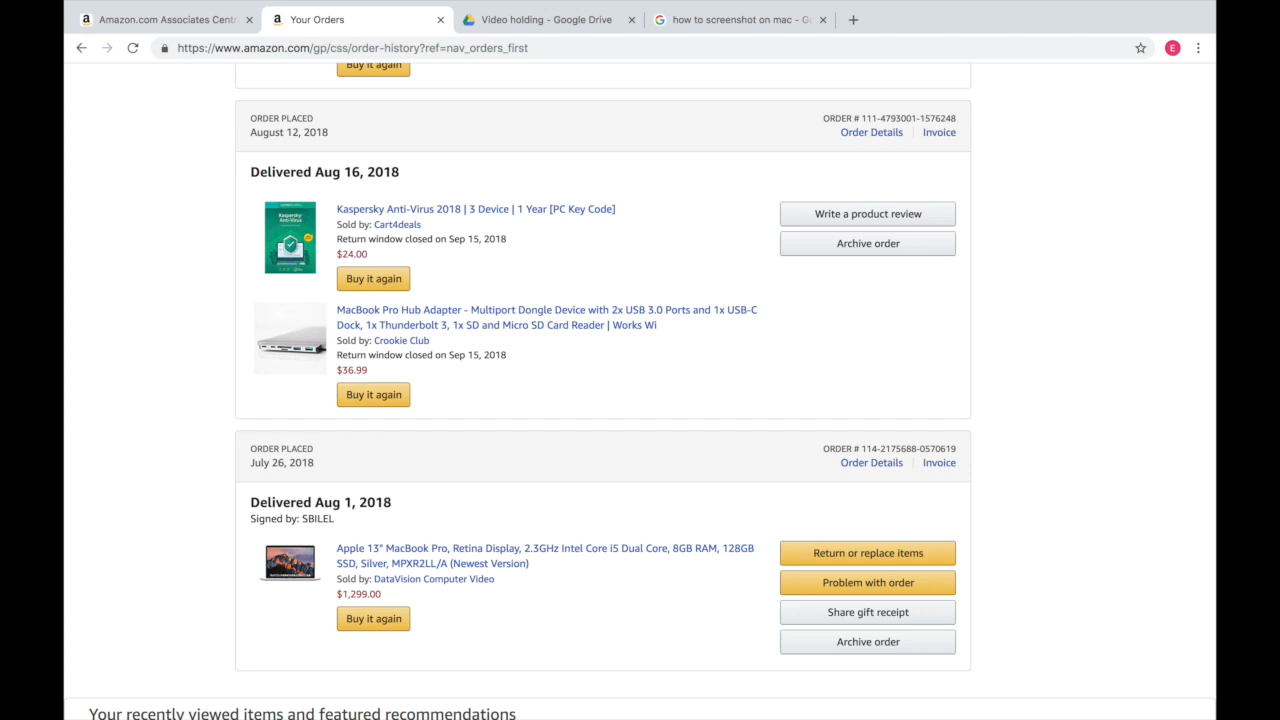 Amazon.com Associates Cent
Your Orders
Video holding - Google Drive
how to screenshot on mac - G
https://www.amazon.com/gp/css/order-history?ref=nav_orders_first
E
Buy it again
ORDER PLACED
August 12, 2018
ORDER # 111-4793001-1576248
Order Details
Invoice
Delivered Aug 16, 2018
Kaspersky Anti-Virus 2018 | 3 Device | 1 Year [PC Key Code]
Sold by: Cart4deals
Return window closed on Sep 15, 2018
$24.00
Buy it again
Write a product review
Archive order
MacBook Pro Hub Adapter - Multiport Dongle Device with 2x USB 3.0 Ports and 1x USB-C
Dock, 1x Thunderbolt 3, 1x SD and Micro SD Card Reader | Works Wi
Sold by: Crookie Club
Return window closed on Sep 15, 2018
$36.99
Buy it again
ORDER PLACED
July 26, 2018
ORDER # 114-2175688-0570619
Order Details
Invoice
Delivered Aug 1, 2018
Signed by: SBILEL
Apple 13" MacBook Pro, Retina Display, 2.3GHz Intel Core i5 Dual Core, 8GB RAM, 128GB
SSD, Silver, MPXR2LL/A (Newest Version)
Sold by: DataVision Computer Video
$1,299.00
Buy it again
Return or replace items
Problem with order
Share gift receipt
Archive order
Your recently viewed items and featured recommendations